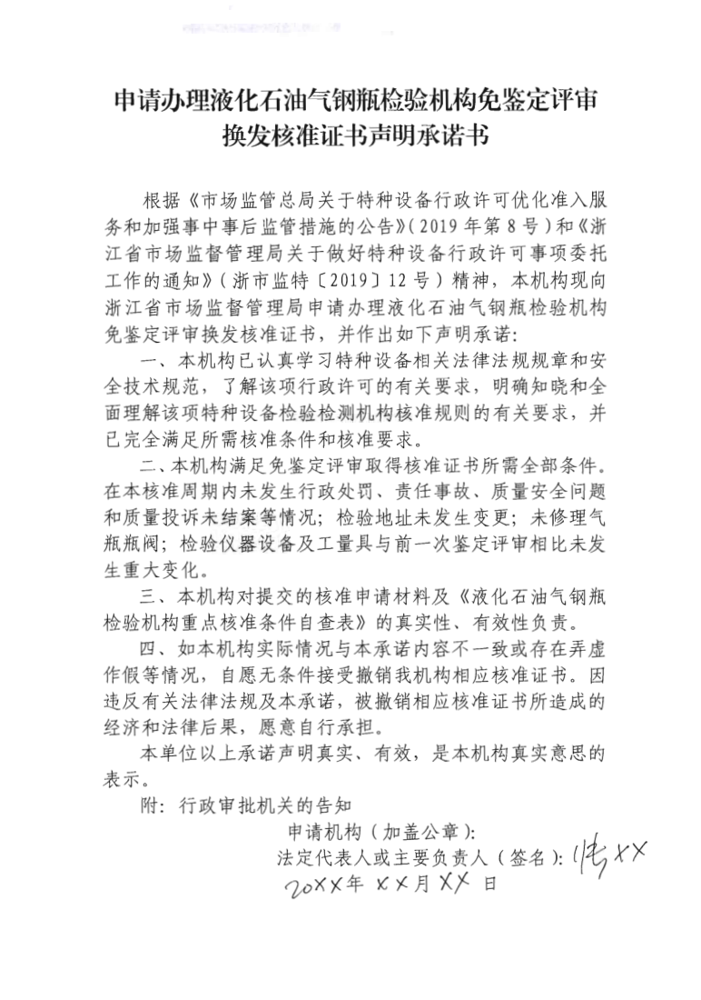 申请办理液化石油气钢瓶检验机构免鉴定评审
换发核准证书声明承诺书
根据《市场监管总局关于特种设备行政许可优化准入服
务和加强事中事后监管措施的公告》（2019年第8号）和《浙
江省市场监督管理局关于做好特种设备行政许可事项委托
工作的通知》（浙市监特〔2019〕12号）精神，本机构现向
浙江省市场监督管理局申请办理液化石油气钢瓶检验机构
免鉴定评审换发核准证书，并作出如下声明承诺：
一、本机构已认真学习特种设备相关法律法规规章和安
全技术规范，了解该项行政许可的有关要求，明确知晓和全
面理解该项特种设备检验检测机构核准规则的有关要求，并
已完全满足所需核准条件和核准要求。
二、本机构满足免鉴定评审取得核准证书所需全部条件。
在本核准周期内未发生行政处罚、责任事故、质量安全问题
和质量投诉未结案等情况；检验地址未发生变更；未修理气
瓶瓶阀；检验仪器设备及工量具与前一次鉴定评审相比未发
生重大变化。
三、本机构对提交的核准申请材料及《液化石油气钢瓶
检验机构重点核准条件自查表》的真实性、有效性负责。
四、如本机构实际情况与本承诺内容不一致或存在弄虚
作假等情况，自愿无条件接受撤销我机构相应核准证书。因
违反有关法律法规及本承诺，被撤销相应核准证书所造成的
经济和法律后果，愿意自行承担。
本单位以上承诺声明真实、有效，是本机构真实意思的
表示。
附：行政审批机关的告知
申请机构（加盖公章）：
法定代表人或主要负责人（签名）：XX
20XX年 XX月 XX 日